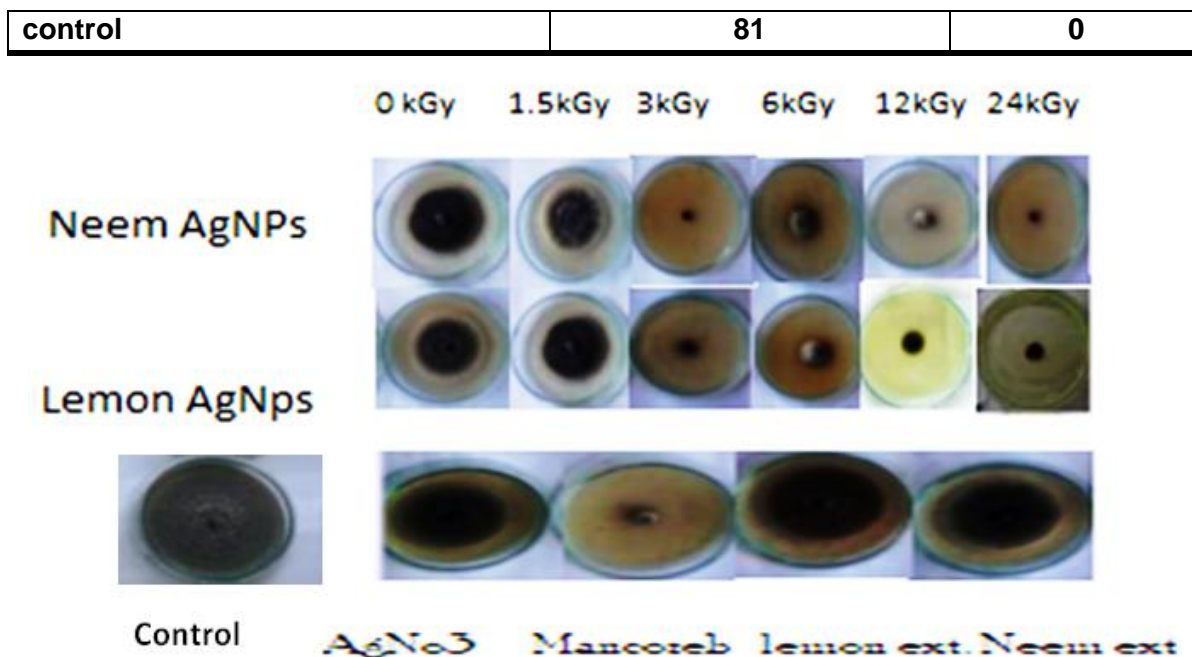 control 81 0
0 kGy 1.5kGy 3kGy 6kGy 12kGy 24kGy
Neem AgNPs
Lemon AgNps
Control AgNo3 Mancoreb lemon ext. Neem ext